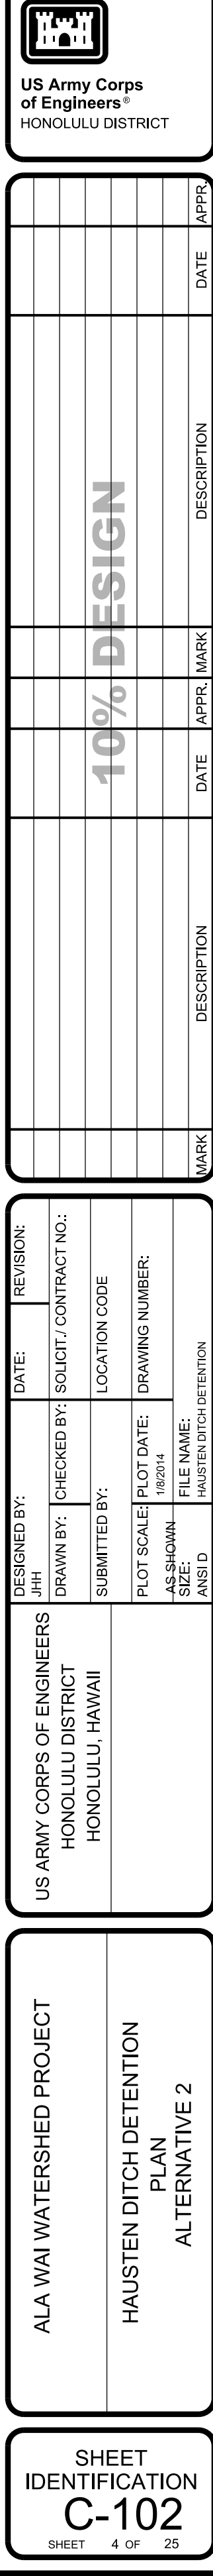 US Army Corps
of Engineers®
HONOLULU DISTRICT
MARK DESCRIPTION DATE APPR. MARK DESCRIPTION DATE APPR.
10% DESIGN
US ARMY CORPS OF ENGINEERS
HONOLULU DISTRICT
HONOLULU, HAWAII
DESIGNED BY: DATE: REVISION:
JHH
DRAWN BY: CHECKED BY: SOLICIT./ CONTRACT NO.:
SUBMITTED BY: LOCATION CODE
PLOT SCALE: PLOT DATE: DRAWING NUMBER:
AS SHOWN 1/8/2014
SIZE: FILE NAME:
ANSI D HAUSTEN DITCH DETENTION
ALA WAI WATERSHED PROJECT
HAUSTEN DITCH DETENTION
PLAN
ALTERNATIVE 2
SHEET
IDENTIFICATION
C-102
SHEET 4 OF 25